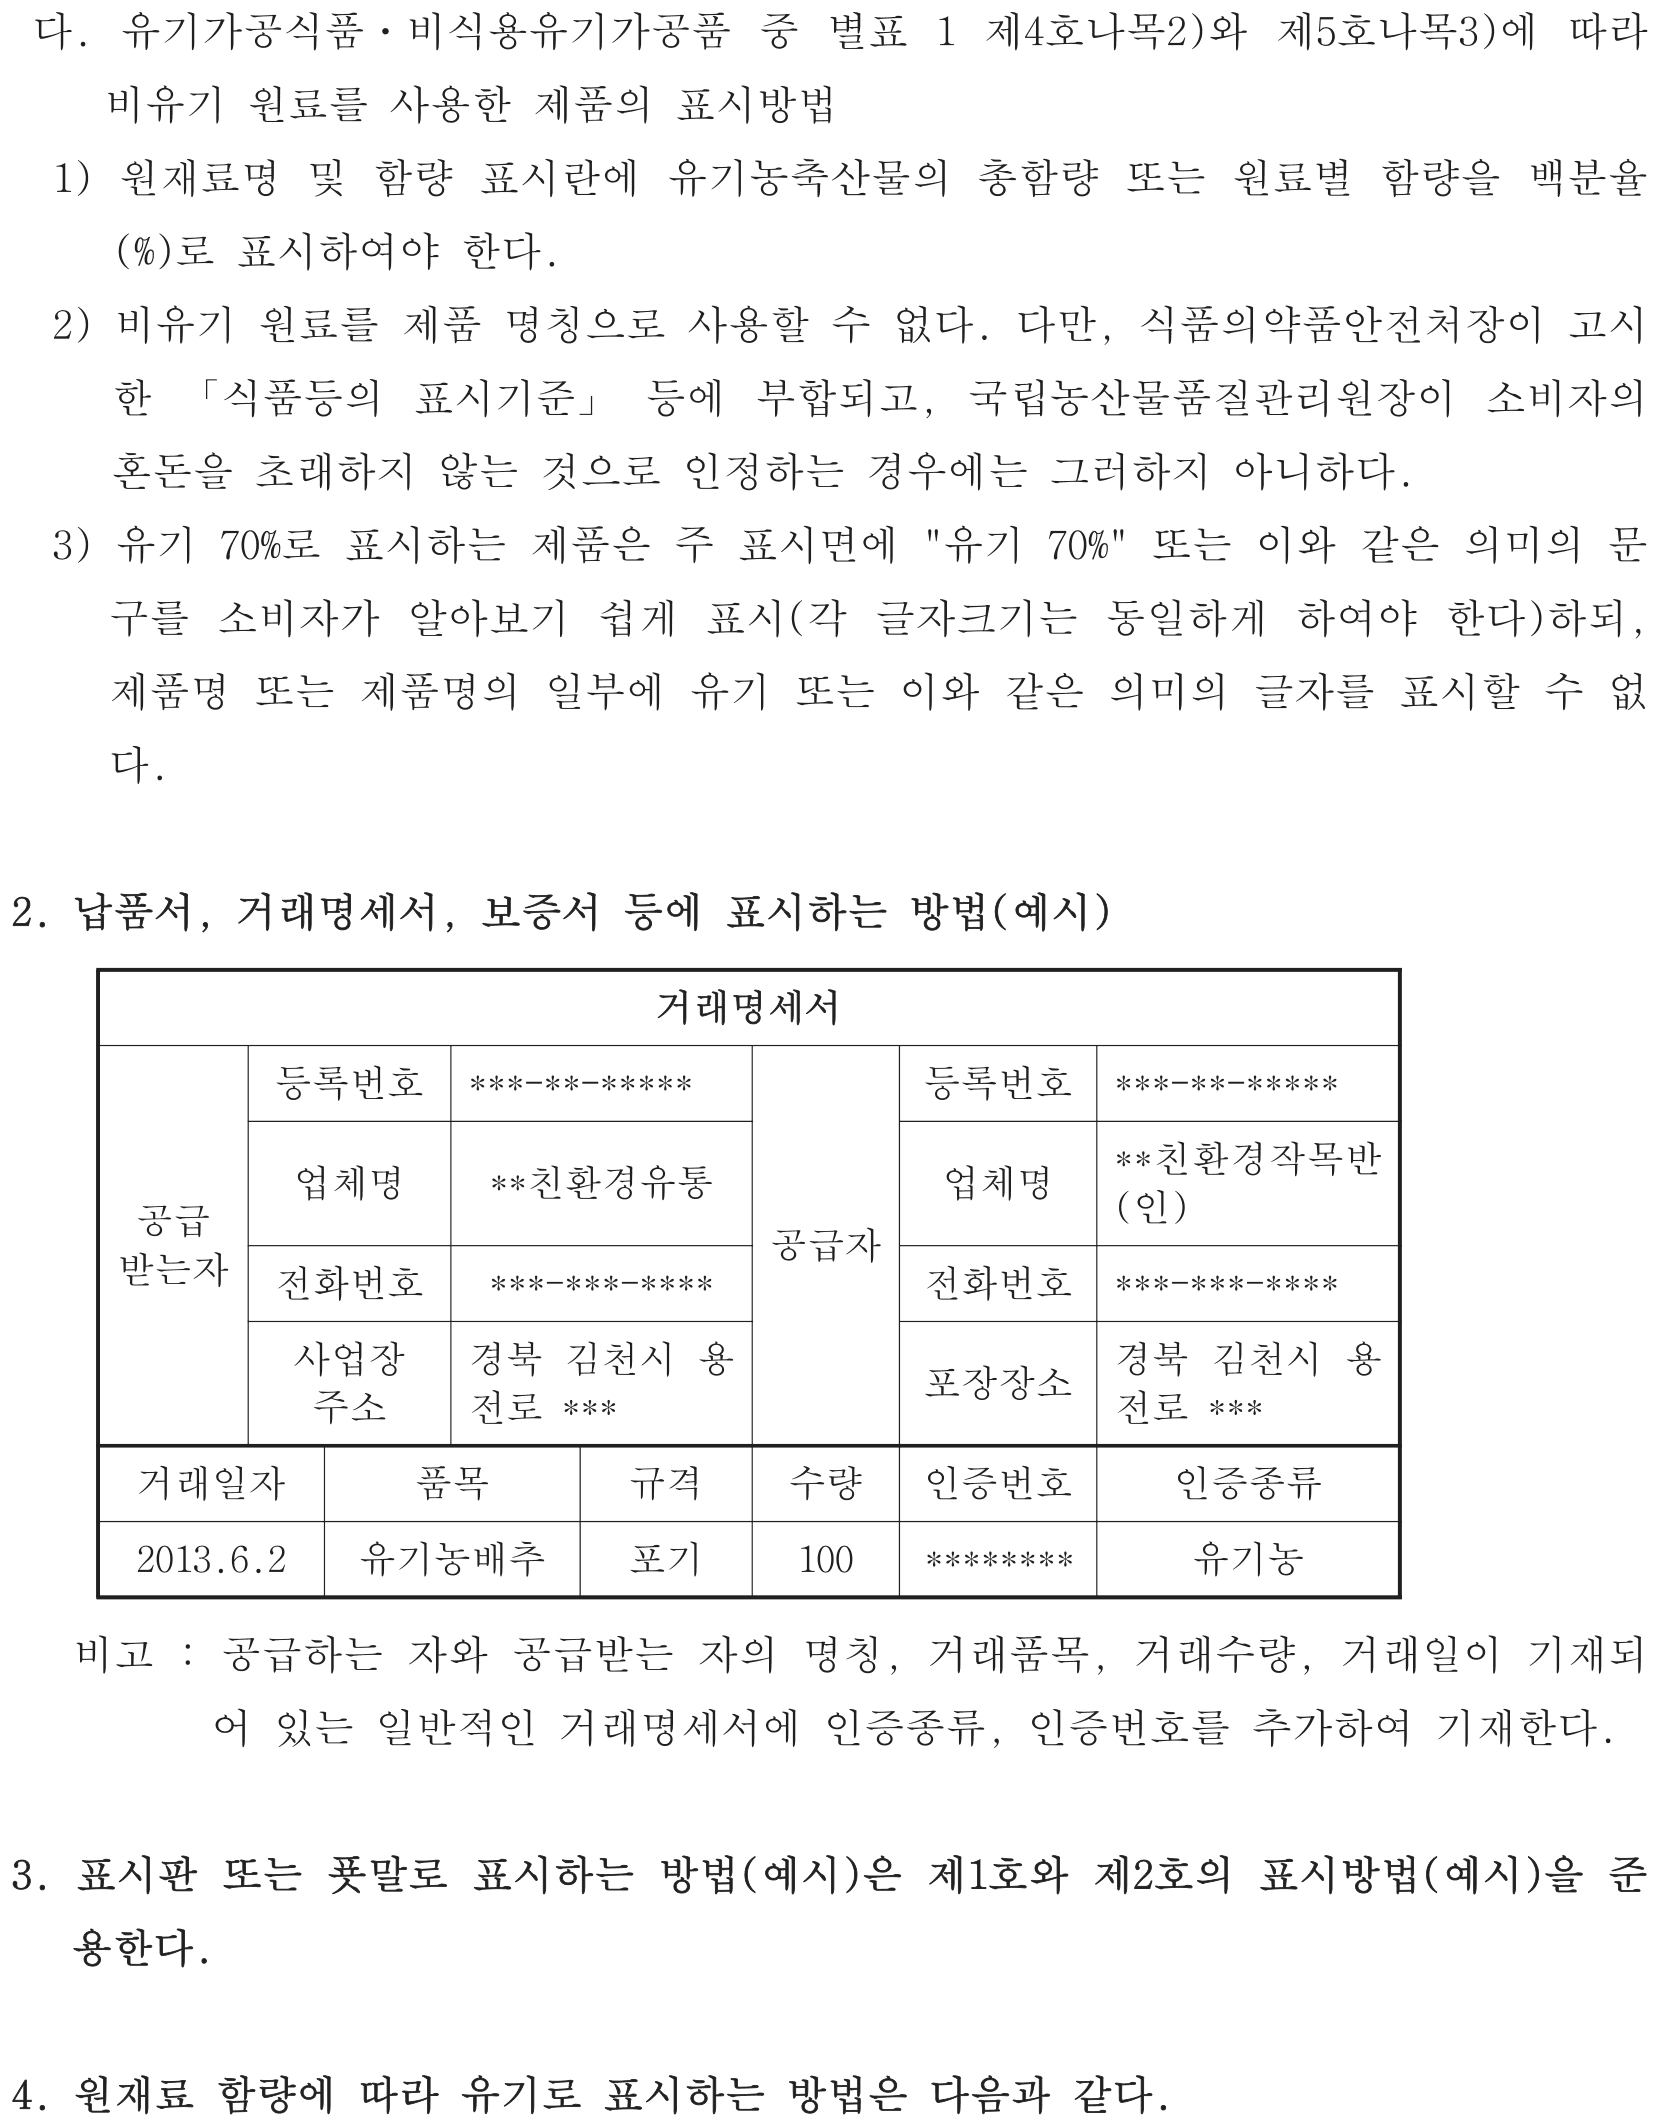 다. 유기가공식품·비식용유기가공품 중 별표 1 제4호나목2)와 제5호나목3)에 따라
비유기 원료를 사용한 제품의 표시방법
1) 원재료명 및 함량 표시란에 유기농축산물의 총함량 또는 원료별 함량을 백분율
(%)로 표시하여야 한다.
2) 비유기 원료를 제품 명칭으로 사용할 수 없다. 다만, 식품의약품안전처장이 고시
한 「식품등의 표시기준」 등에 부합되고, 국립농산물품질관리원장이 소비자의
혼돈을 초래하지 않는 것으로 인정하는 경우에는 그러하지 아니하다.
3) 유기 70%로 표시하는 제품은 주 표시면에 "유기 70%" 또는 이와 같은 의미의 문
구를 소비자가 알아보기 쉽게 표시(각 글자크기는 동일하게 하여야 한다)하되,
제품명 또는 제품명의 일부에 유기 또는 이와 같은 의미의 글자를 표시할 수 없
다.
2. 납품서, 거래명세서, 보증서 등에 표시하는 방법(예시)
거래명세서
공급
받는자
등록번호 ***-**-*****
업체명 **친환경유통
전화번호 ***-***-****
사업장
주소
경북 김천시 용
전로 ***
공급자
등록번호 ***-**-*****
업체명
**친환경작목반
(인)
전화번호 ***-***-****
포장장소
경북 김천시 용
전로 ***
거래일자 품목 규격 수량 인증번호 인증종류
2013.6.2 유기농배추 포기 100 ******** 유기농
비고 : 공급하는 자와 공급받는 자의 명칭, 거래품목, 거래수량, 거래일이 기재되
어 있는 일반적인 거래명세서에 인증종류, 인증번호를 추가하여 기재한다.
3. 표시판 또는 푯말로 표시하는 방법(예시)은 제1호와 제2호의 표시방법(예시)을 준
용한다.
4. 원재료 함량에 따라 유기로 표시하는 방법은 다음과 같다.